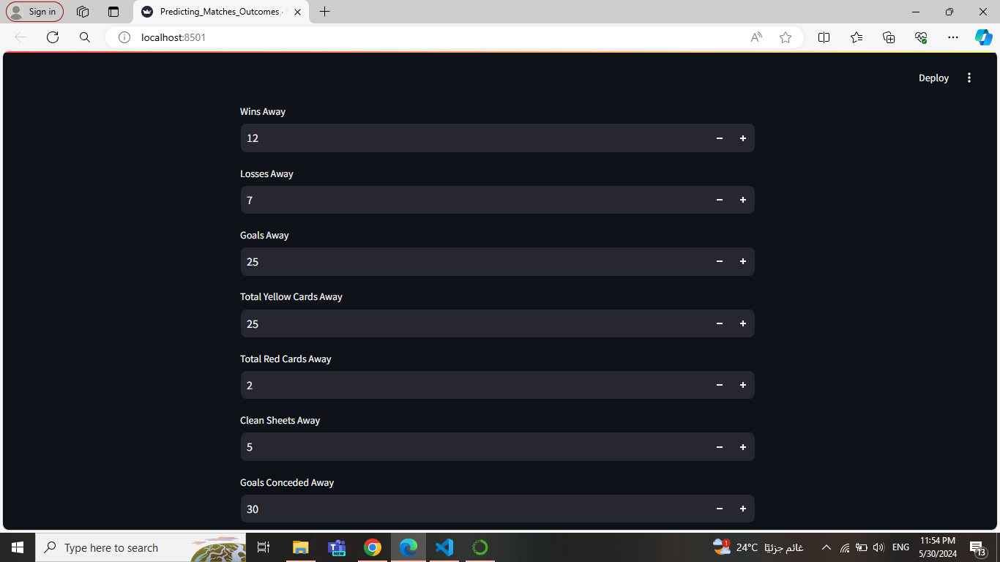 Sign in
Predicting_Matches_Outcomes ·
localhost:8501
Deploy
Wins Away
12
Losses Away
7
Goals Away
25
Total Yellow Cards Away
25
Total Red Cards Away
2
Clean Sheets Away
5
Goals Conceded Away
30
Type here to search
NEW
1
24°C غائم جزئيًا
ENG
11:54 PM
5/30/2024
13